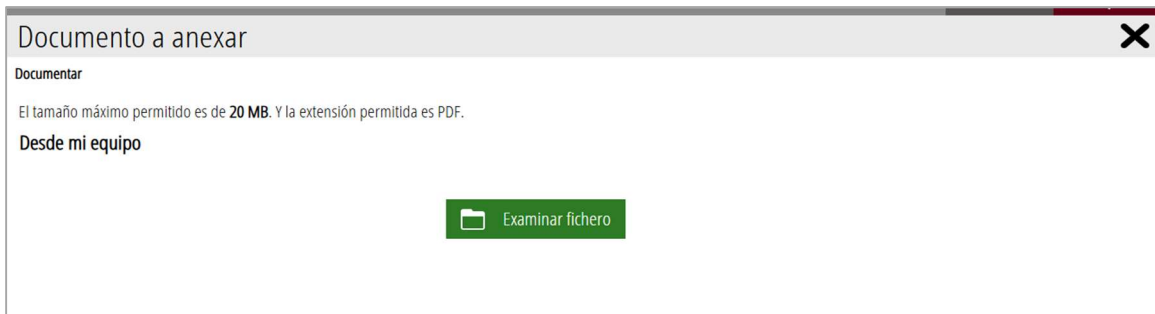 Documento a anexar
Documentar
El tamaño máximo permitido es de 20 MB. Y la extensión permitida es PDF.
Desde mi equipo
Examinar fichero